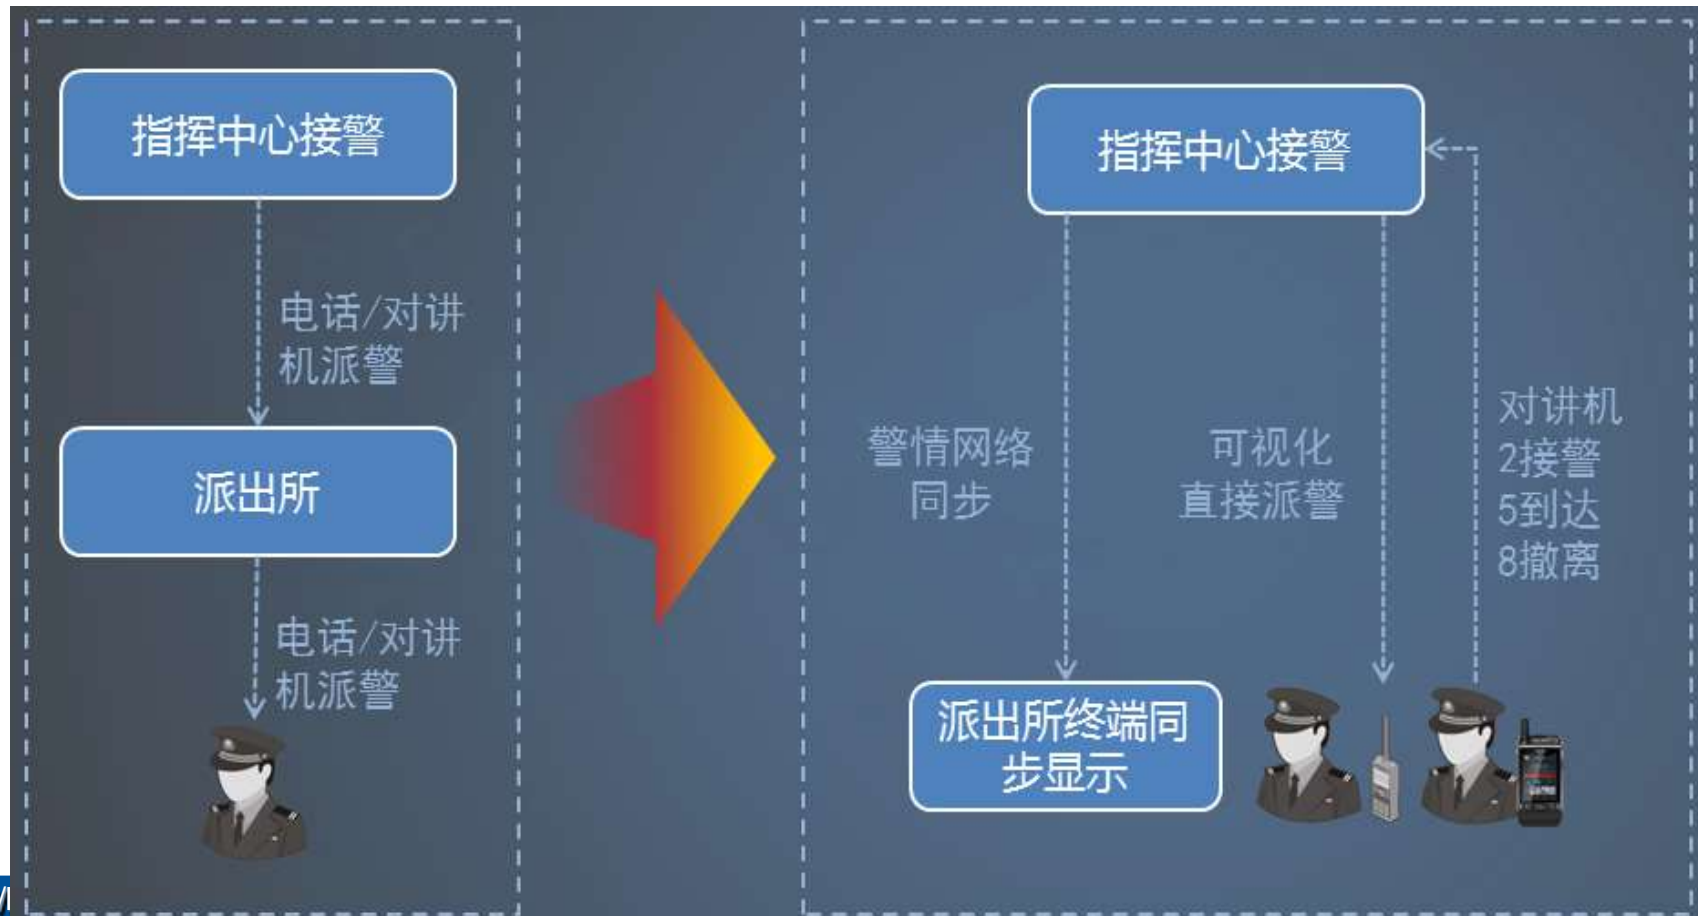 指挥中心接警
电话/对讲
机派警
派出所
电话/对讲
机派警
指挥中心接警
警情网络
同步
可视化
直接派警
对讲机
2接警
5到达
8撤离
派出所终端同
步显示